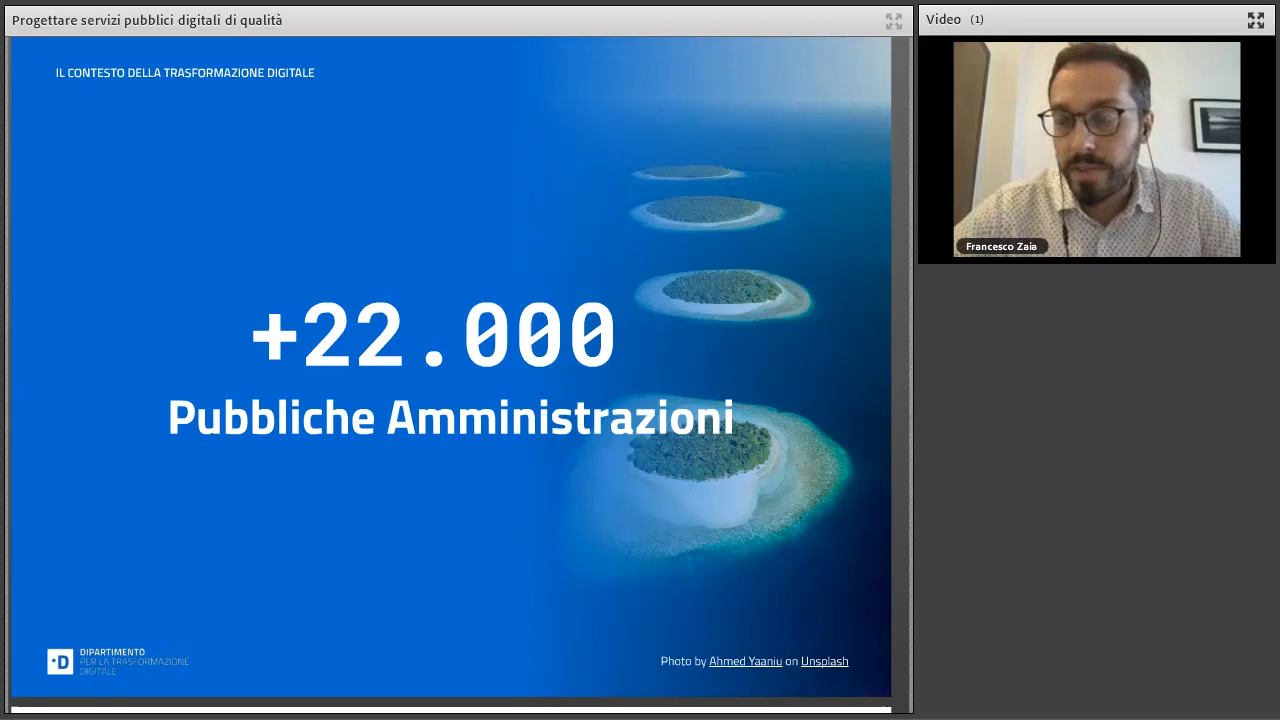 Progettare servizi pubblici digitali di qualità
Video (1)
IL CONTESTO DELLA TRASFORMAZIONE DIGITALE
Francesco Zaia
+22.000
Pubbliche Amministrazioni
·D
DIPARTIMENTO
PER LA TRASFORMAZIONE
DIGITALE
Photo by Ahmed Yaaniu on Unsplash